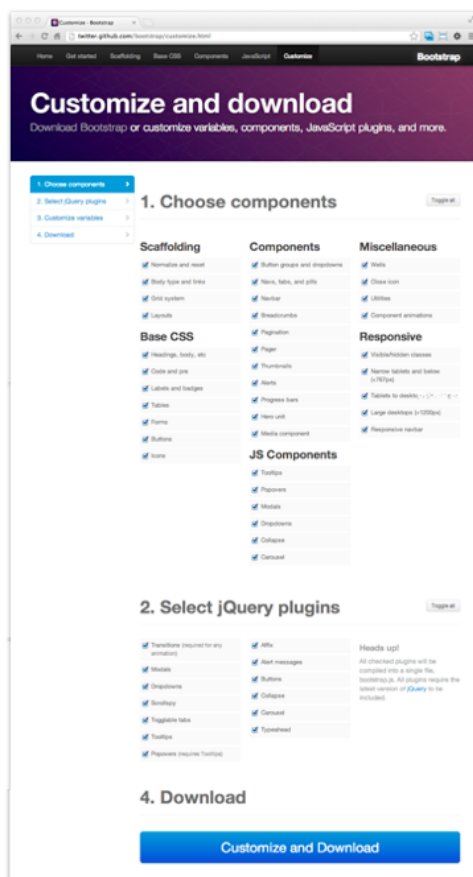 Customize · Bootstrap
twitter.github.com/bootstrap/customize.html
Home Get started Scaffolding Base CSS Components JavaScript Customize Bootstrap
Customize and download
Download Bootstrap or customize variables, components, JavaScript plugins, and more.
1. Choose components
2. Select jQuery plugins
3. Customize variables
4. Download
1. Choose components
Toggle all
Scaffolding
Normalize and reset
Body type and links
Grid system
Layouts
Base CSS
Headings, body, etc
Code and pre
Labels and badges
Tables
Forms
Buttons
Icons
Components
Button groups and dropdowns
Navs, tabs, and pills
Navbar
Breadcrumbs
Pagination
Pager
Thumbnails
Alerts
Progress bars
Hero unit
Media component
JS Components
Tooltips
Popovers
Modals
Dropdowns
Collapse
Carousel
Miscellaneous
Wells
Close icon
Utilities
Component animations
Responsive
Visible/hidden classes
Narrow tablets and below
(<767px)
Tablets to
Large desktops (>1200px)
Responsive navbar
2. Select jQuery plugins
Toggle all
Transitions (required for any
animation)
Modals
Dropdowns
Scrollspy
Togglable tabs
Tooltips
Popovers (requires Tooltips)
Affix
Alert messages
Buttons
Collapse
Carousel
Typeahead
Heads up!
All checked plugins will be
compiled into a single file,
bootstrap.js. All plugins require the
latest version of jQuery to be
included.
4. Download
Customize and Download